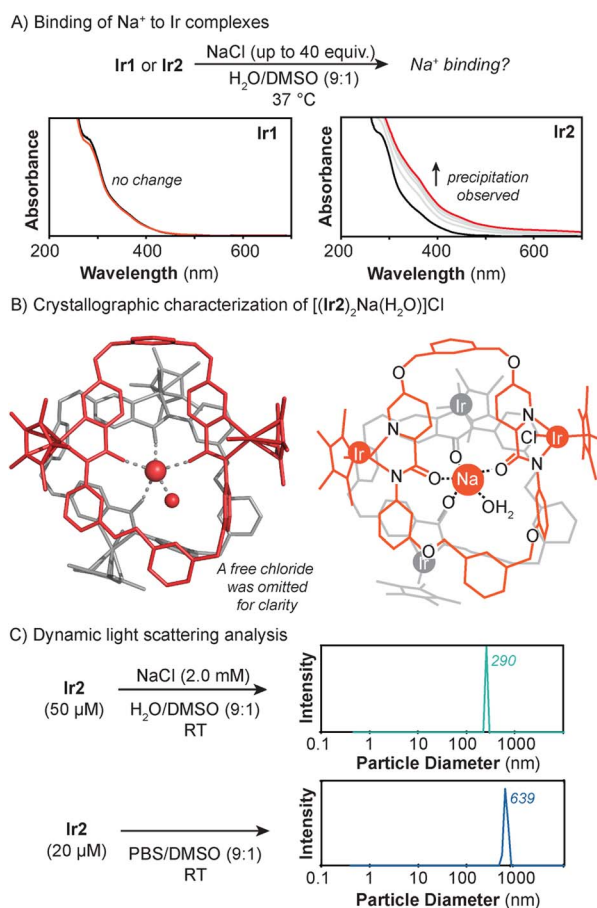 A) Binding of Na⁺ to Ir complexes
Ir1 or Ir2
NaCl (up to 40 equiv.)
H₂O/DMSO (9:1)
37 °C
Na⁺ binding?
Absorbance
Ir1
no change
200 400 600
Wavelength (nm)
Absorbance
Ir2
precipitation
observed
200 300 400 500 600
Wavelength (nm)
B) Crystallographic characterization of [(Ir2)₂Na(H₂O)]Cl
A free chloride
was omitted
for clarity
O
O
Ir
N
N
Cl
Ir
Ir
O
N
O
O
N
Na
O
OH₂
O
O
Ir
C) Dynamic light scattering analysis
Ir2
(50 µM)
NaCl (2.0 mM)
H₂O/DMSO (9:1)
RT
Intensity
290
0.1 1 10 100 1000
Particle Diameter (nm)
Ir2
(20 µM)
PBS/DMSO (9:1)
RT
Intensity
639
0.1 1 10 100 1000
Particle Diameter (nm)